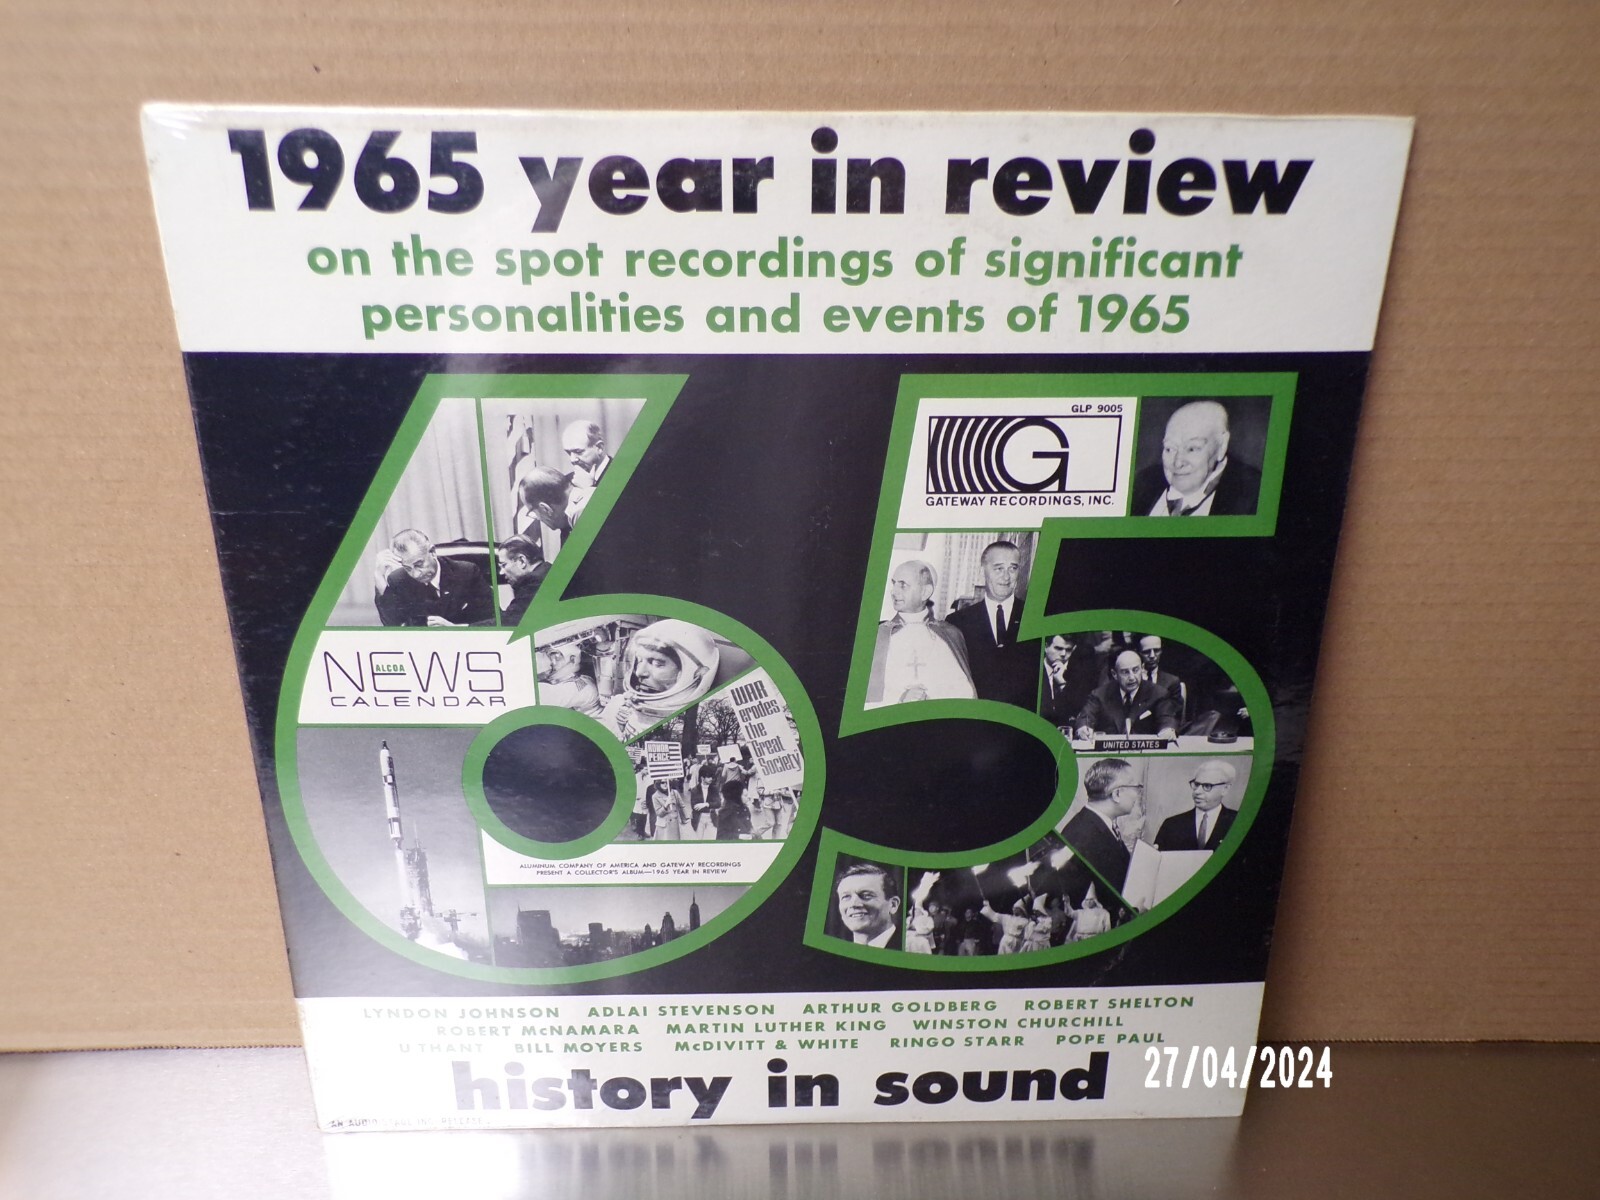 1965 year in review
on the spot recordings of significant
personalities and events of 1965
GLP 9005
G
GATEWAY RECORDINGS, INC.
ALCOA
NEWS
CALENDAR
WAR
erodes
the
Great
Society
HONOR
PEACE
UNITED STATES
ALUMINUM COMPANY OF AMERICA AND GATEWAY RECORDINGS
PRESENT A COLLECTOR'S ALBUM—1965 YEAR IN REVIEW
LYNDON JOHNSON ADLAI STEVENSON ARTHUR GOLDBERG ROBERT SHELTON
ROBERT McNAMARA MARTIN LUTHER KING WINSTON CHURCHILL
U THANT BILL MOYERS McDIVITT & WHITE RINGO STARR POPE PAUL
history in sound
AN AUDIO INC. RELEASE
27/04/2024